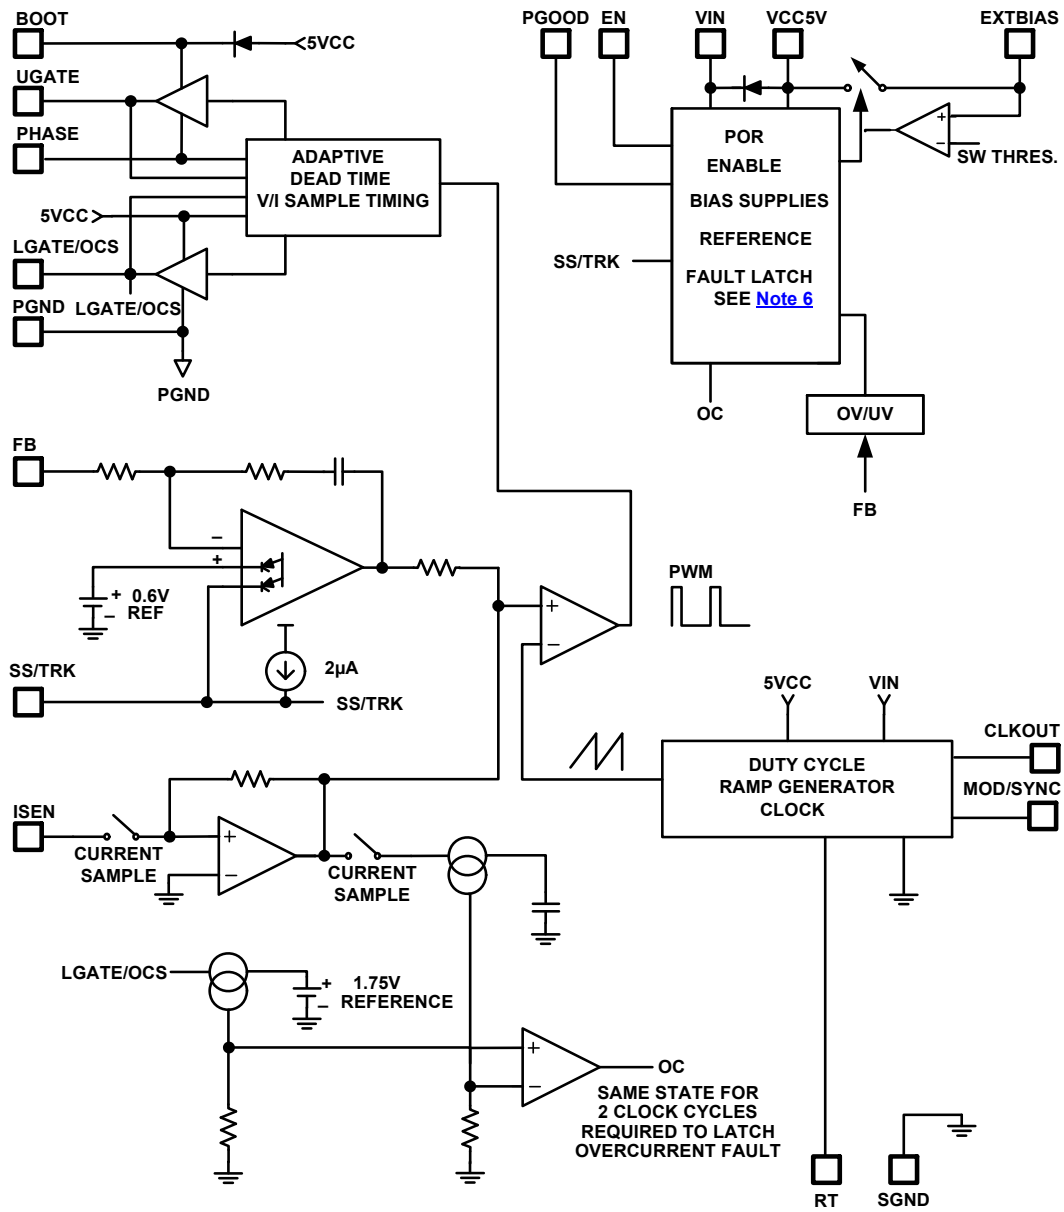 BOOT
5VCC
UGATE
PHASE
ADAPTIVE
DEAD TIME
V/I SAMPLE TIMING
5VCC
LGATE/OCS
PGND
LGATE/OCS
PGND
PGOOD
EN
VIN
VCC5V
EXTBIAS
+
–
SW THRES.
POR
ENABLE
BIAS SUPPLIES
REFERENCE
FAULT LATCH
SEE Note 6
SS/TRK
OC
OV/UV
FB
FB
–
+
+
–
0.6V
REF
2µA
SS/TRK
SS/TRK
+
–
PWM
5VCC
VIN
DUTY CYCLE
RAMP GENERATOR
CLOCK
CLKOUT
MOD/SYNC
ISEN
CURRENT
SAMPLE
+
–
CURRENT
SAMPLE
LGATE/OCS
+
–
1.75V
REFERENCE
+
–
OC
SAME STATE FOR
2 CLOCK CYCLES
REQUIRED TO LATCH
OVERCURRENT FAULT
RT
SGND